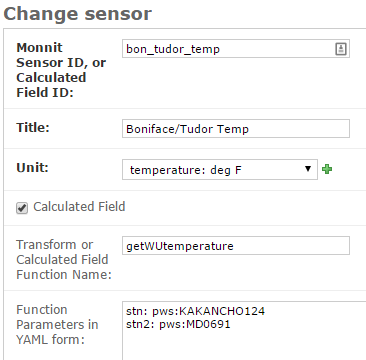 Change sensor
Monnit
Sensor ID, or
Calculated
Field ID:
bon_tudor_temp
Title:
Boniface/Tudor Temp
Unit:
temperature: deg F
Calculated Field
Transform or
Calculated Field
Function Name:
getWUtemperature
Function
Parameters in
YAML form:
stn: pws:KAKANCHO124
stn2: pws:MD0691